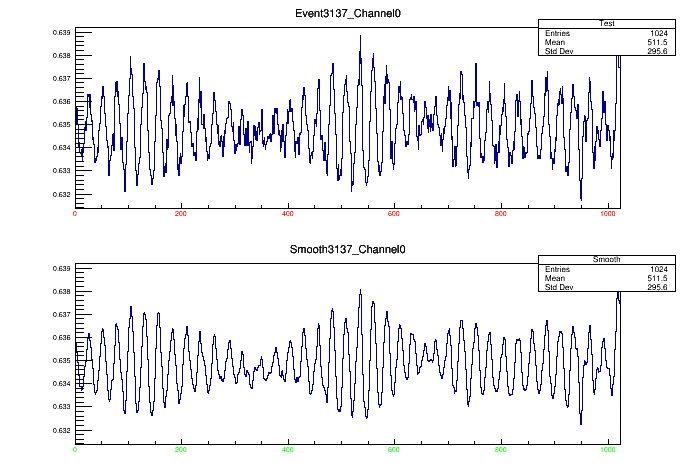 Event3137_Channel0
Test
Entries 1024
Mean 511.5
Std Dev 295.6
0.639
0.638
0.637
0.636
0.635
0.634
0.633
0.632
0 200 400 600 800 1000
Smooth3137_Channel0
Smooth
Entries 1024
Mean 511.5
Std Dev 295.6
0.639
0.638
0.637
0.636
0.635
0.634
0.633
0.632
0 200 400 600 800 1000